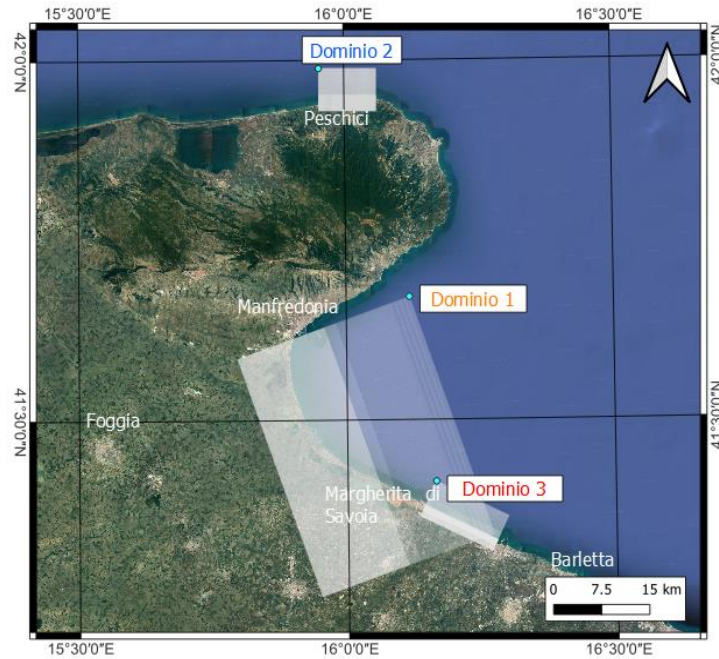 15°30'0"E 16°0'0"E 16°30'0"E
42°0'0"N
42°0'0"N
Dominio 2
Peschici
Manfredonia
Dominio 1
41°30'0"N
41°30'0"N
Foggia
Margherita di
Savoia
Dominio 3
Barletta
0 7.5 15 km
15°30'0"E 16°0'0"E 16°30'0"E